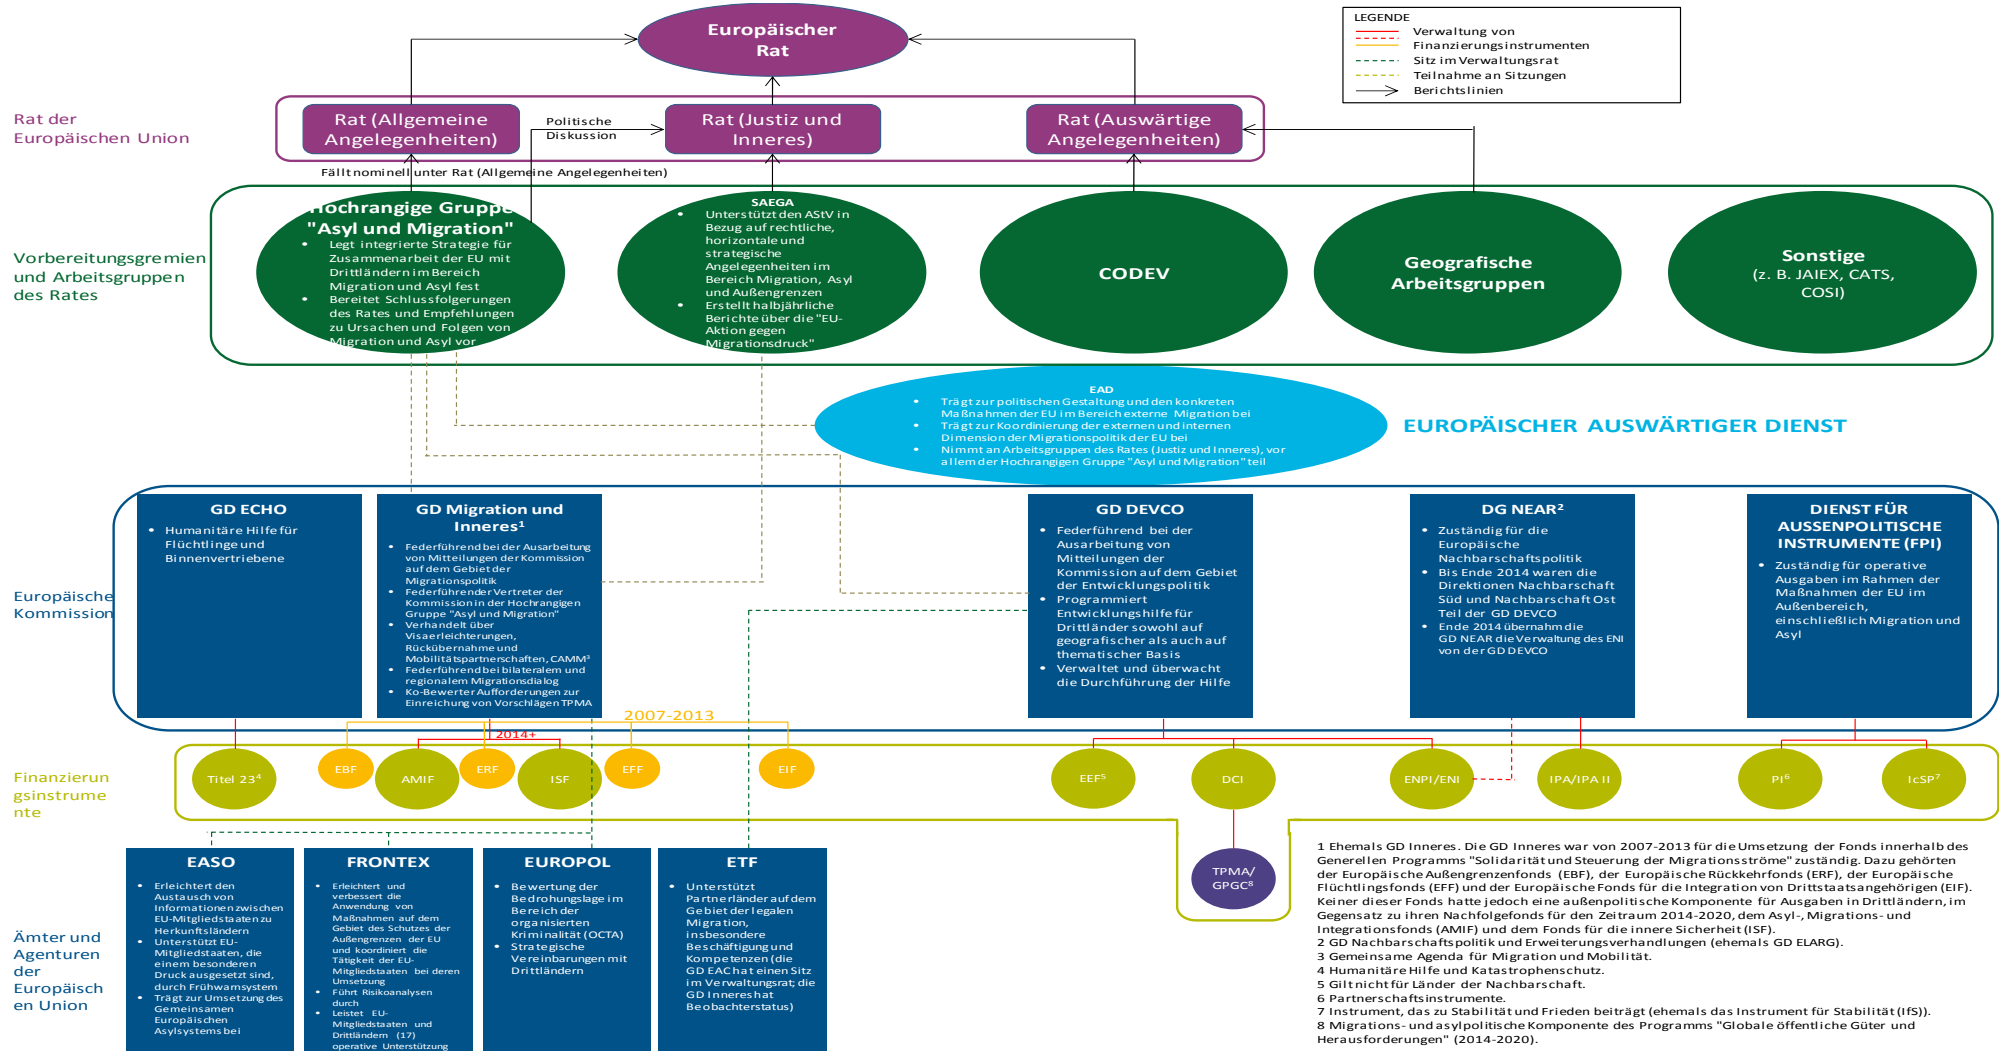 Europäischer
Rat
LEGENDE
Verwaltung von
Finanzierungsinstrumenten
Sitz im Verwaltungsrat
Teilnahme an Sitzungen
Berichtslinien
Rat der
Europäischen Union
Rat (Allgemeine
Angelegenheiten)
Politische
Diskussion
Rat (Justiz und
Inneres)
Rat (Auswärtige
Angelegenheiten)
Fällt nominell unter Rat (Allgemeine Angelegenheiten)
Vorbereitungsgremien
und Arbeitsgruppen
des Rates
Hochrangige Gruppe
"Asyl und Migration"
• Legt integrierte Strategie für
Zusammenarbeit der EU mit
Drittländern im Bereich
Migration und Asyl fest
• Bereitet Schlussfolgerungen
des Rates und Empfehlungen
zu Ursachen und Folgen von
Migration und Asyl vor
SAEGA
• Unterstützt den AStV in
Bezug auf rechtliche,
horizontale und
strategische
Angelegenheiten im
Bereich Migration, Asyl
und Außengrenzen
• Erstellt halbjährliche
Berichte über die "EU-
Aktion gegen
Migrationsdruck"
CODEV
Geografische
Arbeitsgruppen
Sonstige
(z. B. JAIEX, CATS,
COSI)
EAD
• Trägt zur politischen Gestaltung und den konkreten
Maßnahmen der EU im Bereich externe Migration bei
• Trägt zur Koordinierung der externen und internen
Dimension der Migrationspolitik der EU bei
• Nimmt an Arbeitsgruppen des Rates (Justiz und Inneres), vor
allem der Hochrangigen Gruppe "Asyl und Migration" teil
EUROPÄISCHER AUSWÄRTIGER DIENST
Europäische
Kommission
GD ECHO
• Humanitäre Hilfe für
Flüchtlinge und
Binnenvertriebene
GD Migration und
Inneres¹
• Federführend bei der Ausarbeitung
von Mitteilungen der Kommission
auf dem Gebiet der
Migrationspolitik
• Federführender Vertreter der
Kommission in der Hochrangigen
Gruppe "Asyl und Migration"
• Verhandelt über
Visaerleichterungen,
Rückübernahme und
Mobilitätspartnerschaften, CAMM³
• Federführend bei bilateralem und
regionalem Migrationsdialog
• Ko-Bewerter Aufforderungen zur
Einreichung von Vorschlägen TPMA
GD DEVCO
• Federführend bei der
Ausarbeitung von
Mitteilungen der
Kommission auf dem Gebiet
der Entwicklungspolitik
• Programmiert
Entwicklungshilfe für
Drittländer sowohl auf
geografischer als auch auf
thematischer Basis
• Verwaltet und überwacht
die Durchführung der Hilfe
DG NEAR²
• Zuständig für die
Europäische
Nachbarschaftspolitik
• Bis Ende 2014 waren die
Direktionen Nachbarschaft
Süd und Nachbarschaft Ost
Teil der GD DEVCO
• Ende 2014 übernahm die
GD NEAR die Verwaltung des ENI
von der GD DEVCO
DIENST FÜR
AUSSENPOLITISCHE
INSTRUMENTE (FPI)
• Zuständig für operative
Ausgaben im Rahmen der
Maßnahmen der EU im
Außenbereich,
einschließlich Migration und
Asyl
2007-2013
2014+
Finanzierun
gsinstrume
nte
Titel 23⁴
EBF
AMIF
ERF
ISF
EFF
EIF
EEF⁵
DCI
ENPI/ENI
IPA/IPA II
PI⁶
IcSP⁷
TPMA/
GPGC⁸
Ämter und
Agenturen
der
Europäisch
en Union
EASO
• Erleichtert den
Austausch von
Informationen zwischen
EU-Mitgliedstaaten zu
Herkunftsländern
• Unterstützt EU-
Mitgliedstaaten, die
einem besonderen
Druck ausgesetzt sind,
durch Frühwarnsystem
• Trägt zur Umsetzung des
Gemeinsamen
Europäischen
Asylsystems bei
FRONTEX
• Erleichtert und
verbessert die
Anwendung von
Maßnahmen auf dem
Gebiet des Schutzes der
Außengrenzen der EU
und koordiniert die
Tätigkeit der EU-
Mitgliedstaaten bei deren
Umsetzung
• Führt Risikoanalysen
durch
• Leistet EU-
Mitgliedstaaten und
Drittländern (17)
operative Unterstützung
EUROPOL
• Bewertung der
Bedrohungslage im
Bereich der
organisierten
Kriminalität (OCTA)
• Strategische
Vereinbarungen mit
Drittländern
ETF
• Unterstützt
Partnerländer auf dem
Gebiet der legalen
Migration,
insbesondere
Beschäftigung und
Kompetenzen (die
GD EAC hat einen Sitz
im Verwaltungsrat; die
GD Inneres hat
Beobachterstatus)
1 Ehemals GD Inneres. Die GD Inneres war von 2007-2013 für die Umsetzung der Fonds innerhalb des
Generellen Programms "Solidarität und Steuerung der Migrationsströme" zuständig. Dazu gehörten
der Europäische Außengrenzenfonds (EBF), der Europäische Rückkehrfonds (ERF), der Europäische
Flüchtlingsfonds (EFF) und der Europäische Fonds für die Integration von Drittstaatsangehörigen (EIF).
Keiner dieser Fonds hatte jedoch eine außenpolitische Komponente für Ausgaben in Drittländern, im
Gegensatz zu ihren Nachfolgefonds für den Zeitraum 2014-2020, dem Asyl-, Migrations- und
Integrationsfonds (AMIF) und dem Fonds für die innere Sicherheit (ISF).
2 GD Nachbarschaftspolitik und Erweiterungsverhandlungen (ehemals GD ELARG).
3 Gemeinsame Agenda für Migration und Mobilität.
4 Humanitäre Hilfe und Katastrophenschutz.
5 Gilt nicht für Länder der Nachbarschaft.
6 Partnerschaftsinstrumente.
7 Instrument, das zu Stabilität und Frieden beiträgt (ehemals das Instrument für Stabilität (IfS)).
8 Migrations- und asylpolitische Komponente des Programms "Globale öffentliche Güter und
Herausforderungen" (2014-2020).